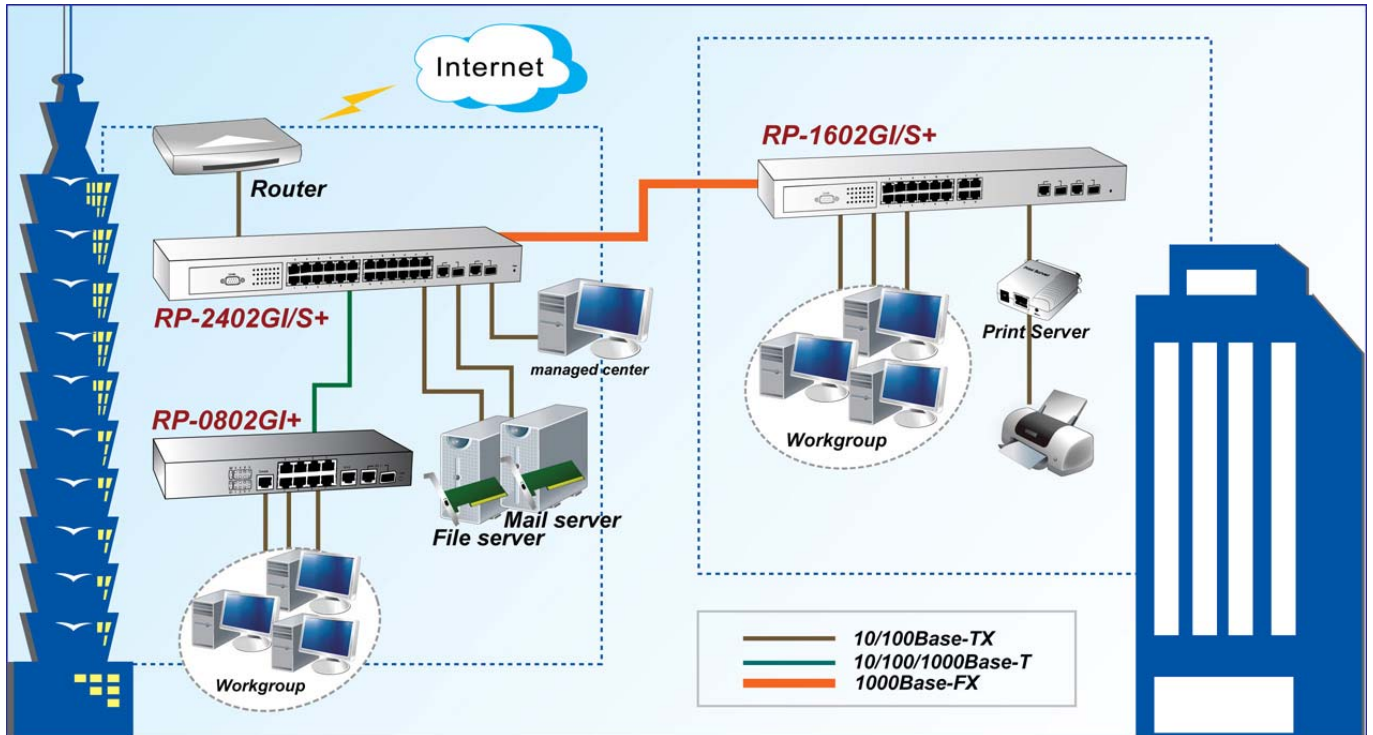 Internet
Router
RP-2402GI/S+
managed center
RP-0802GI+
File server
Mail server
Workgroup
RP-1602GI/S+
Print Server
Workgroup
10/100Base-TX
10/100/1000Base-T
1000Base-FX